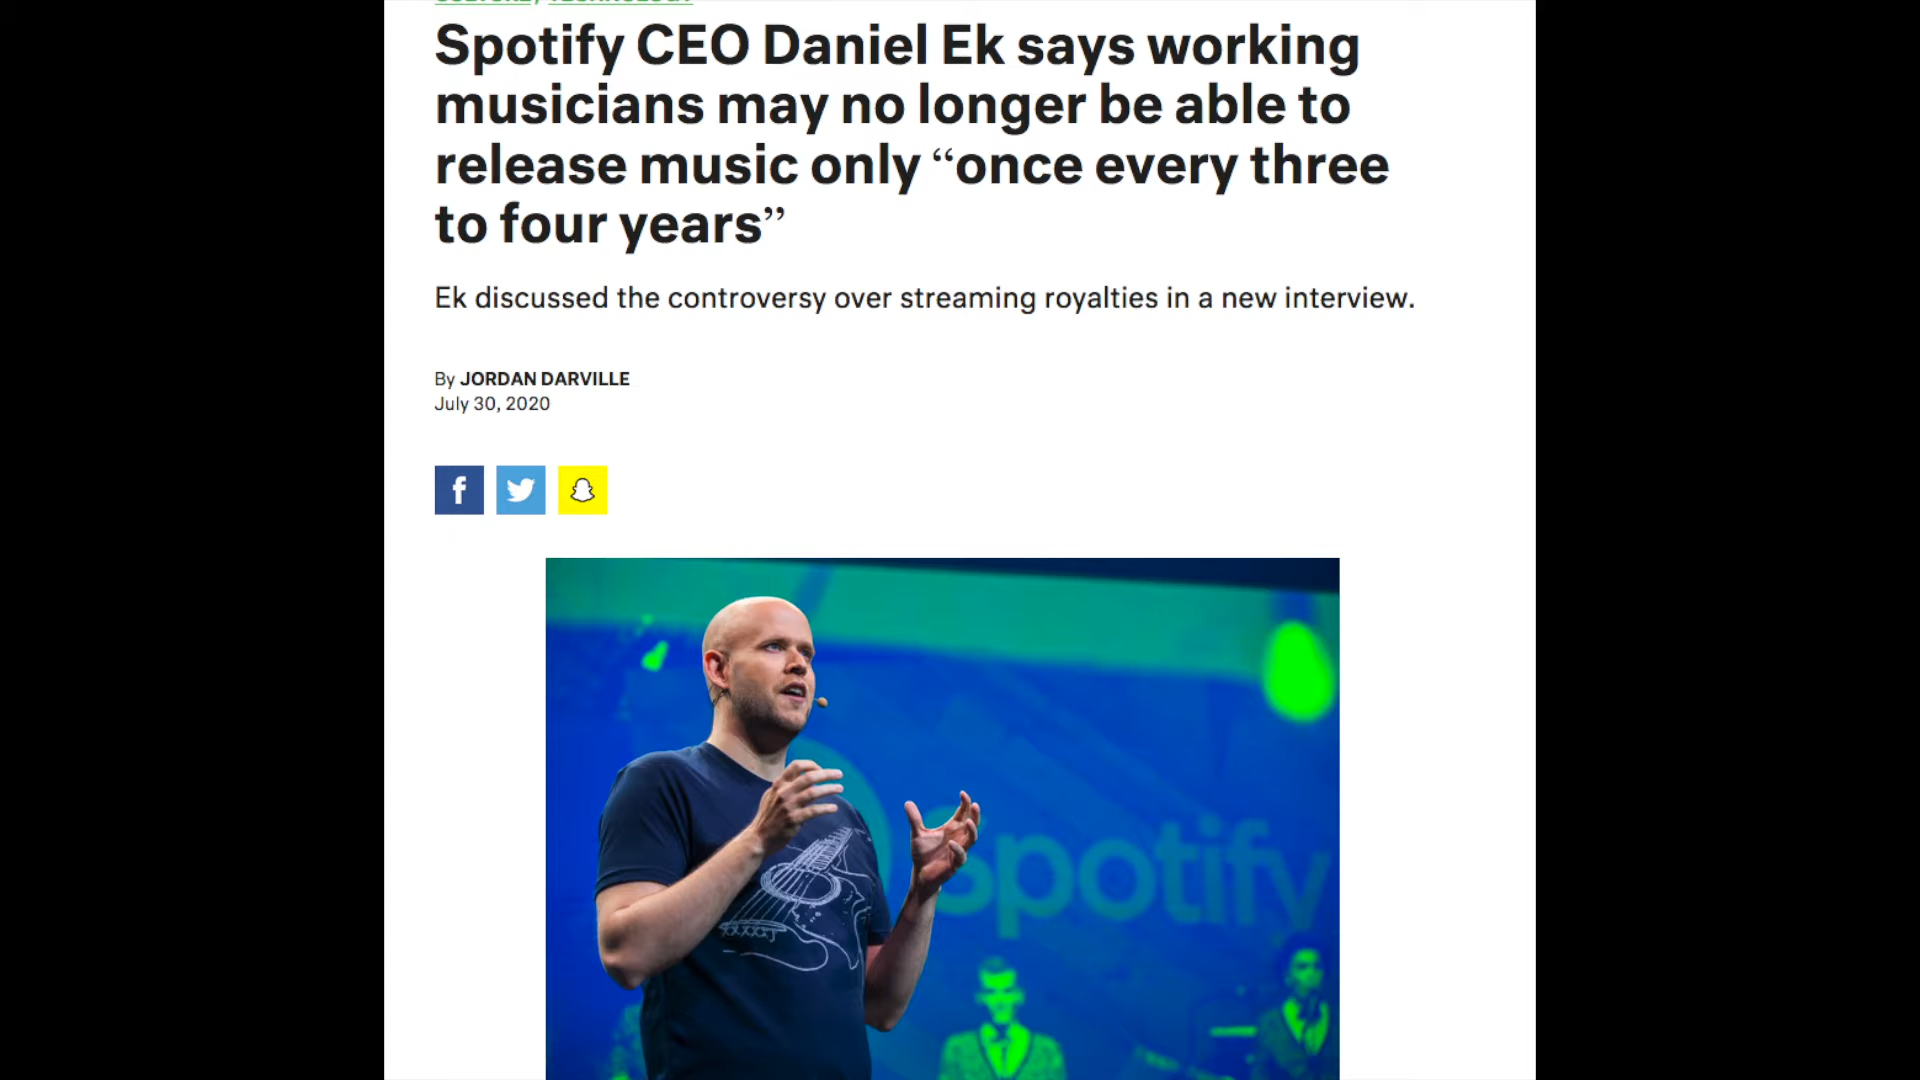 CULTURE, TECHNOLOGY
Spotify CEO Daniel Ek says working
musicians may no longer be able to
release music only “once every three
to four years”
Ek discussed the controversy over streaming royalties in a new interview.
By JORDAN DARVILLE
July 30, 2020
f
Spotify